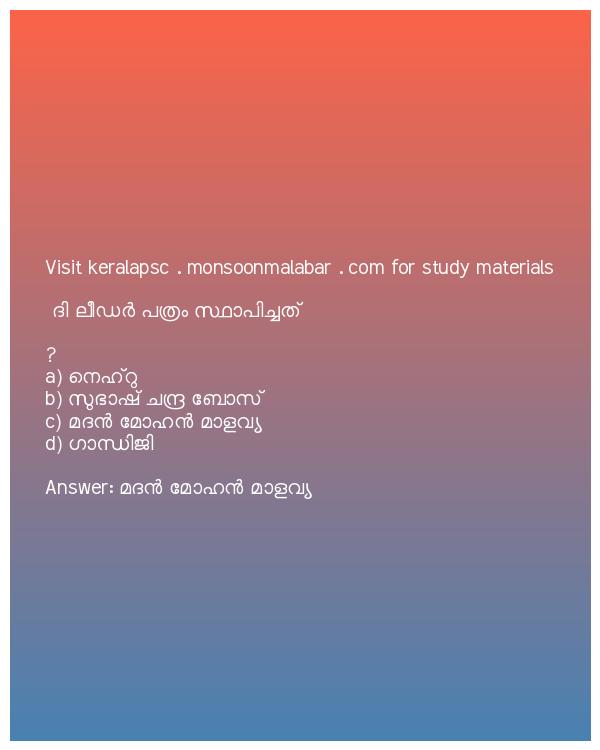 Visit keralapsc . monsoonmalabar . com for study materials
ദി ലീഡർ പത്രം സ്ഥാപിച്ചത്
?
a) നെഹ്റു
b) സുഭാഷ് ചന്ദ്ര ബോസ്
c) മദൻ മോഹൻ മാളവ്യ
d) ഗാന്ധിജി
Answer: മദൻ മോഹൻ മാളവ്യ